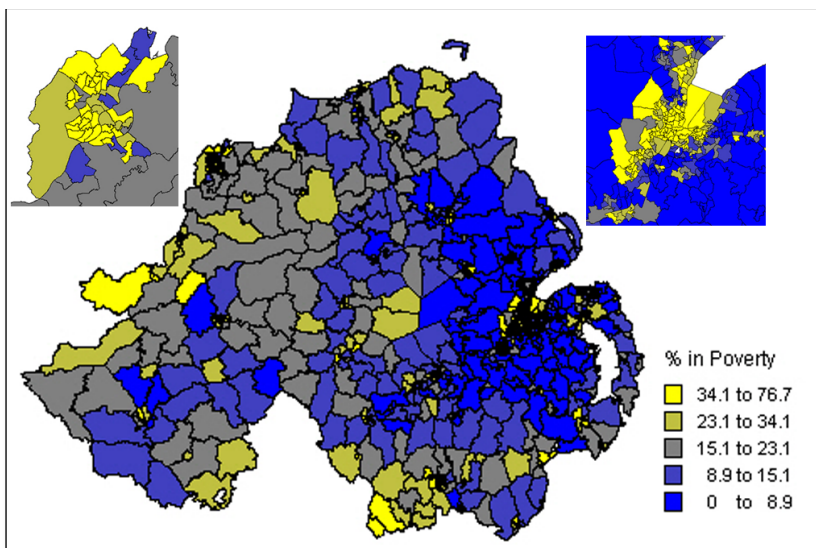 % in Poverty
34.1 to 76.7
23.1 to 34.1
15.1 to 23.1
8.9 to 15.1
0 to 8.9